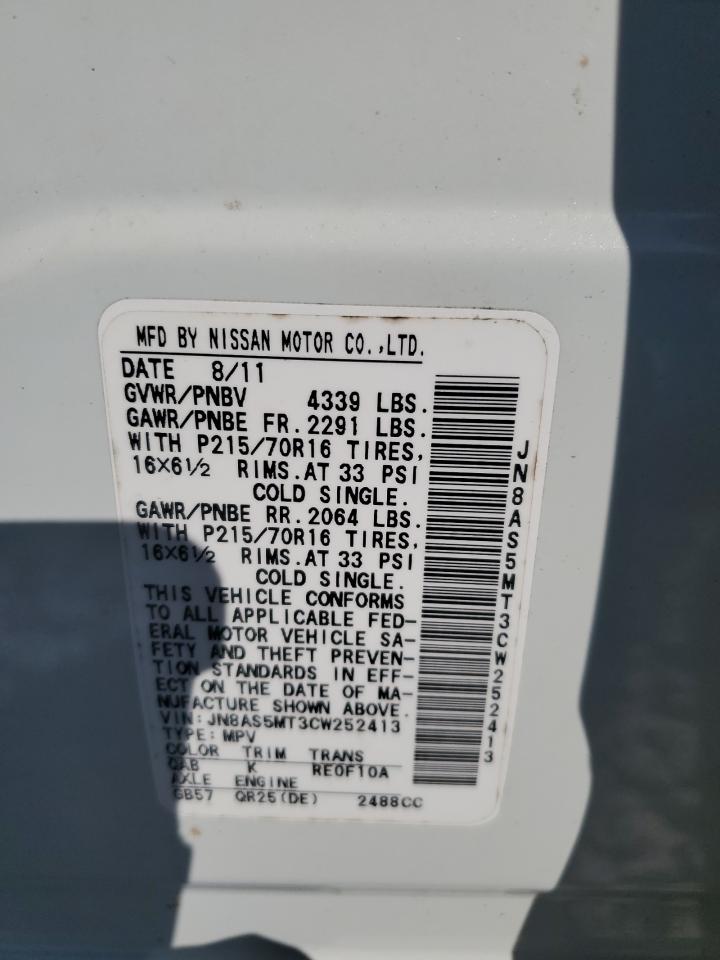 MFD BY NISSAN MOTOR CO.,LTD.
DATE 8/11
GVWR/PNBV 4339 LBS.
GAWR/PNBE FR.2291 LBS.
WITH P215/70R16 TIRES,
16X6½ RIMS.AT 33 PSI
COLD SINGLE.
GAWR/PNBE RR.2064 LBS.
WITH P215/70R16 TIRES,
16X6½ RIMS.AT 33 PSI
COLD SINGLE.
THIS VEHICLE CONFORMS
TO ALL APPLICABLE FED-
ERAL MOTOR VEHICLE SA-
FETY AND THEFT PREVEN-
TION STANDARDS IN EFF-
ECT ON THE DATE OF MA-
NUFACTURE SHOWN ABOVE.
VIN:JN8AS5MT3CW252413
TYPE:MPV
COLOR TRIM TRANS
QAB K RE0F10A
AXLE ENGINE
GB57 QR25(DE) 2488CC
JN8AS5MT3CW252413